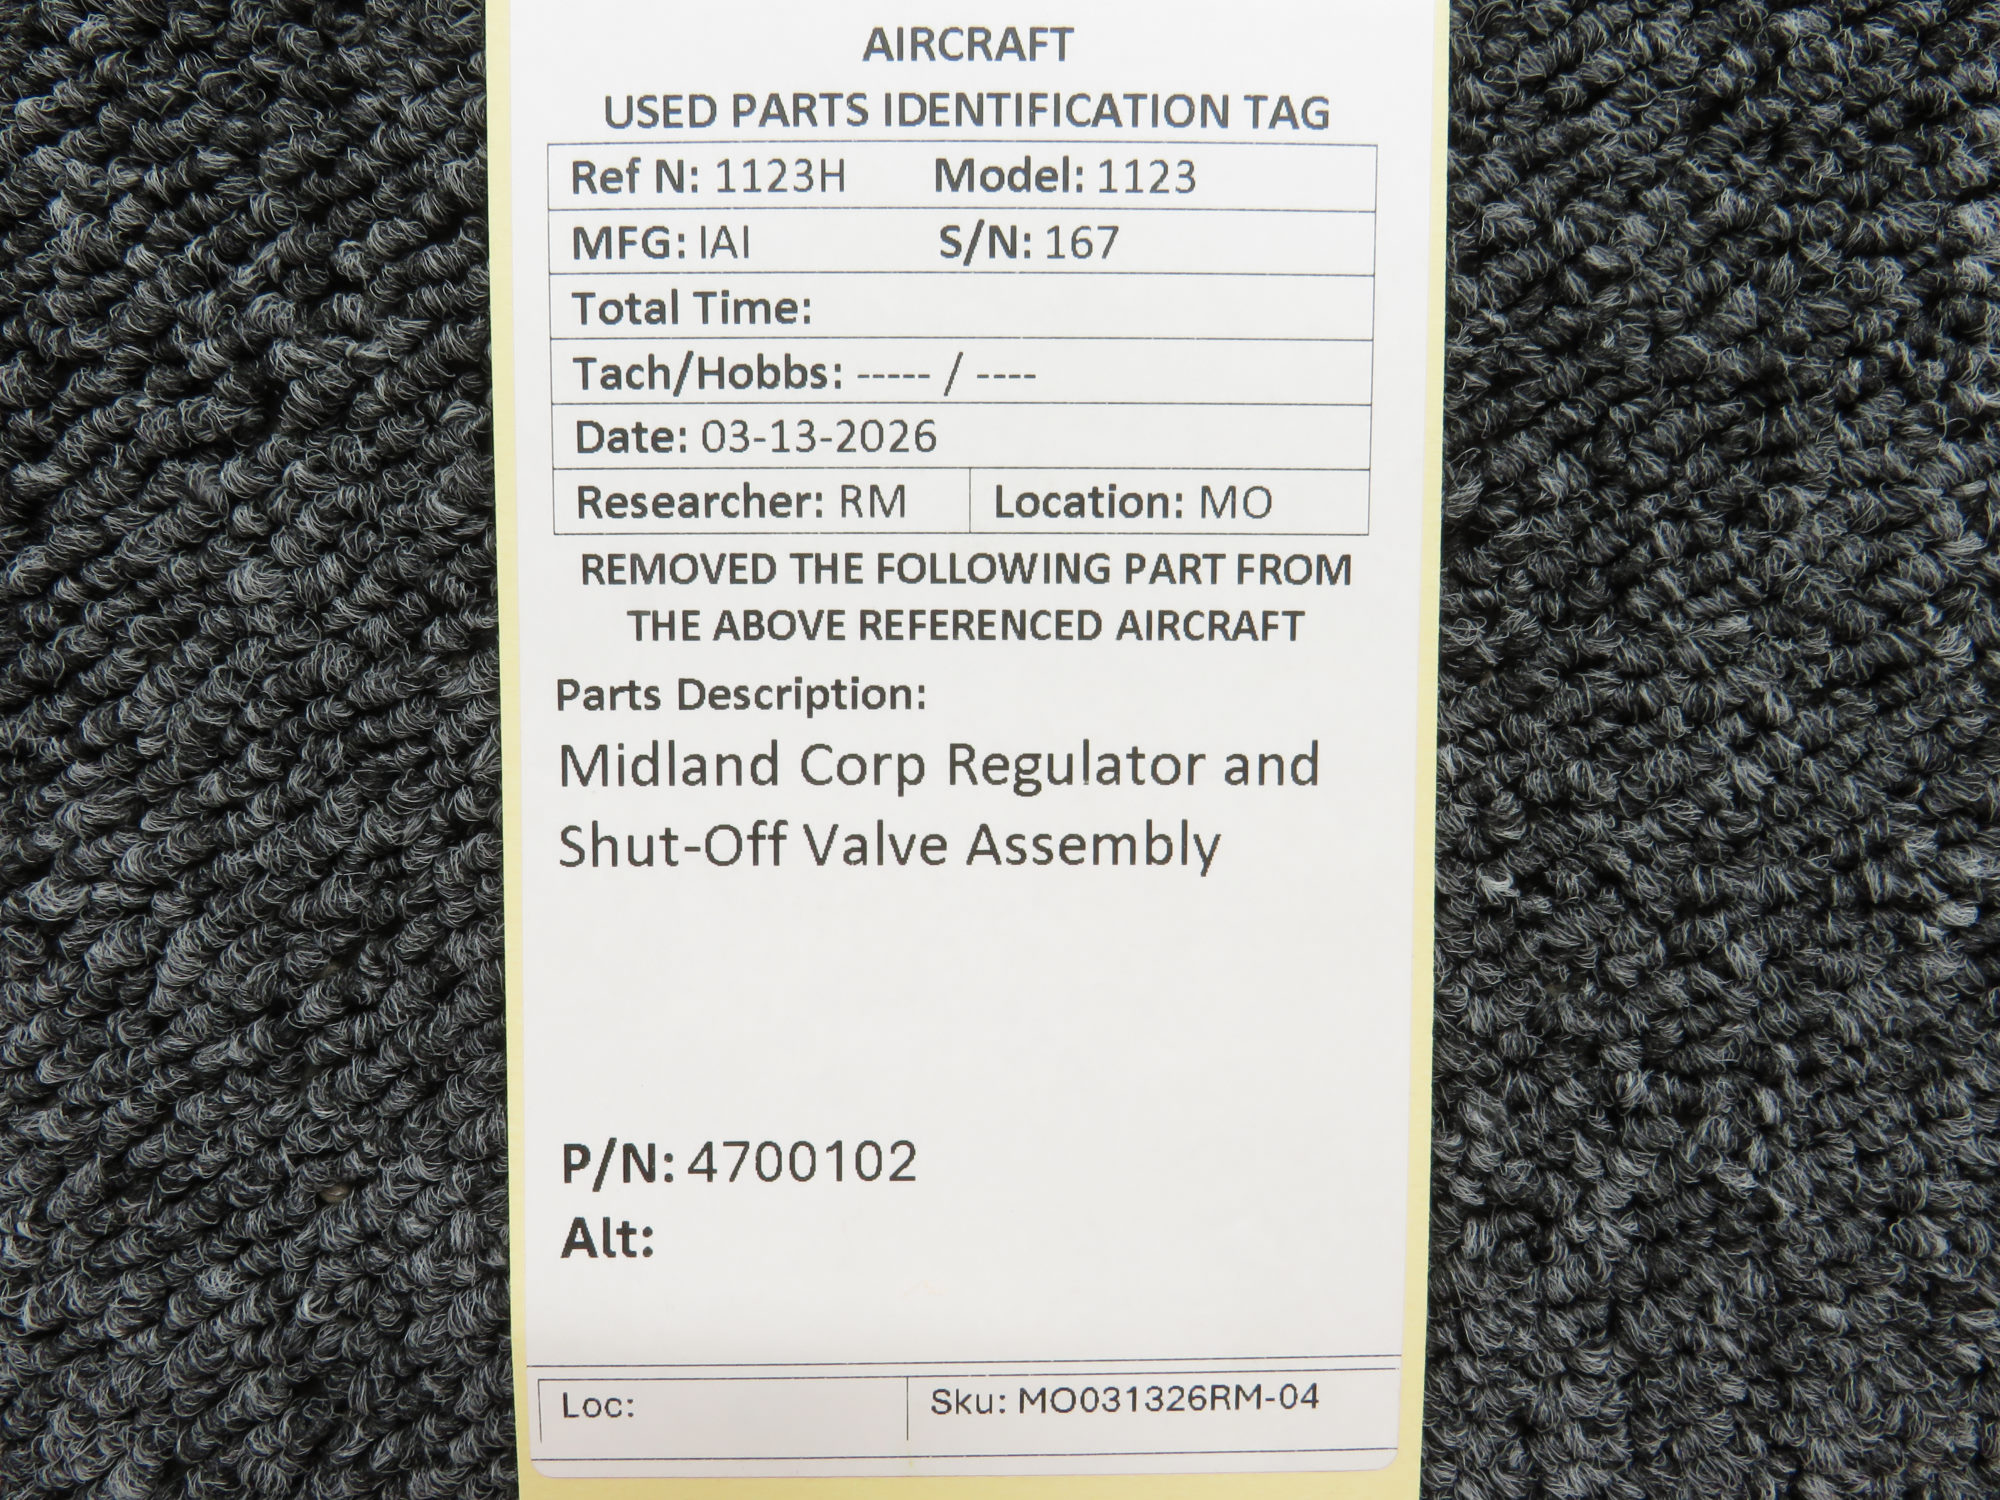 AIRCRAFT
USED PARTS IDENTIFICATION TAG
Ref N: 1123H Model: 1123
MFG: IAI S/N: 167
Total Time:
Tach/Hobbs: ----- / ----
Date: 03-13-2026
Researcher: RM Location: MO
REMOVED THE FOLLOWING PART FROM
THE ABOVE REFERENCED AIRCRAFT
Parts Description:
Midland Corp Regulator and
Shut-Off Valve Assembly
P/N: 4700102
Alt:
Loc: Sku: MO031326RM-04